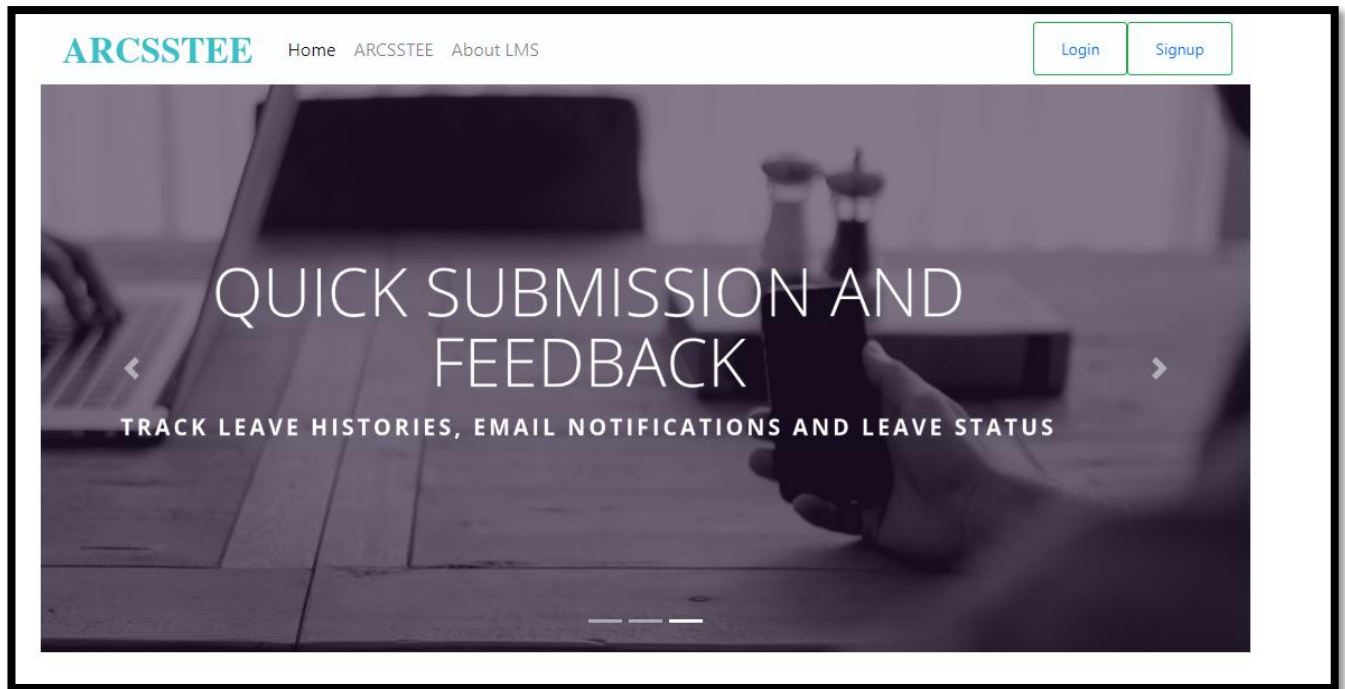 ARCSSTEE Home ARCSSTEE About LMS Login Signup
QUICK SUBMISSION AND
FEEDBACK
TRACK LEAVE HISTORIES, EMAIL NOTIFICATIONS AND LEAVE STATUS